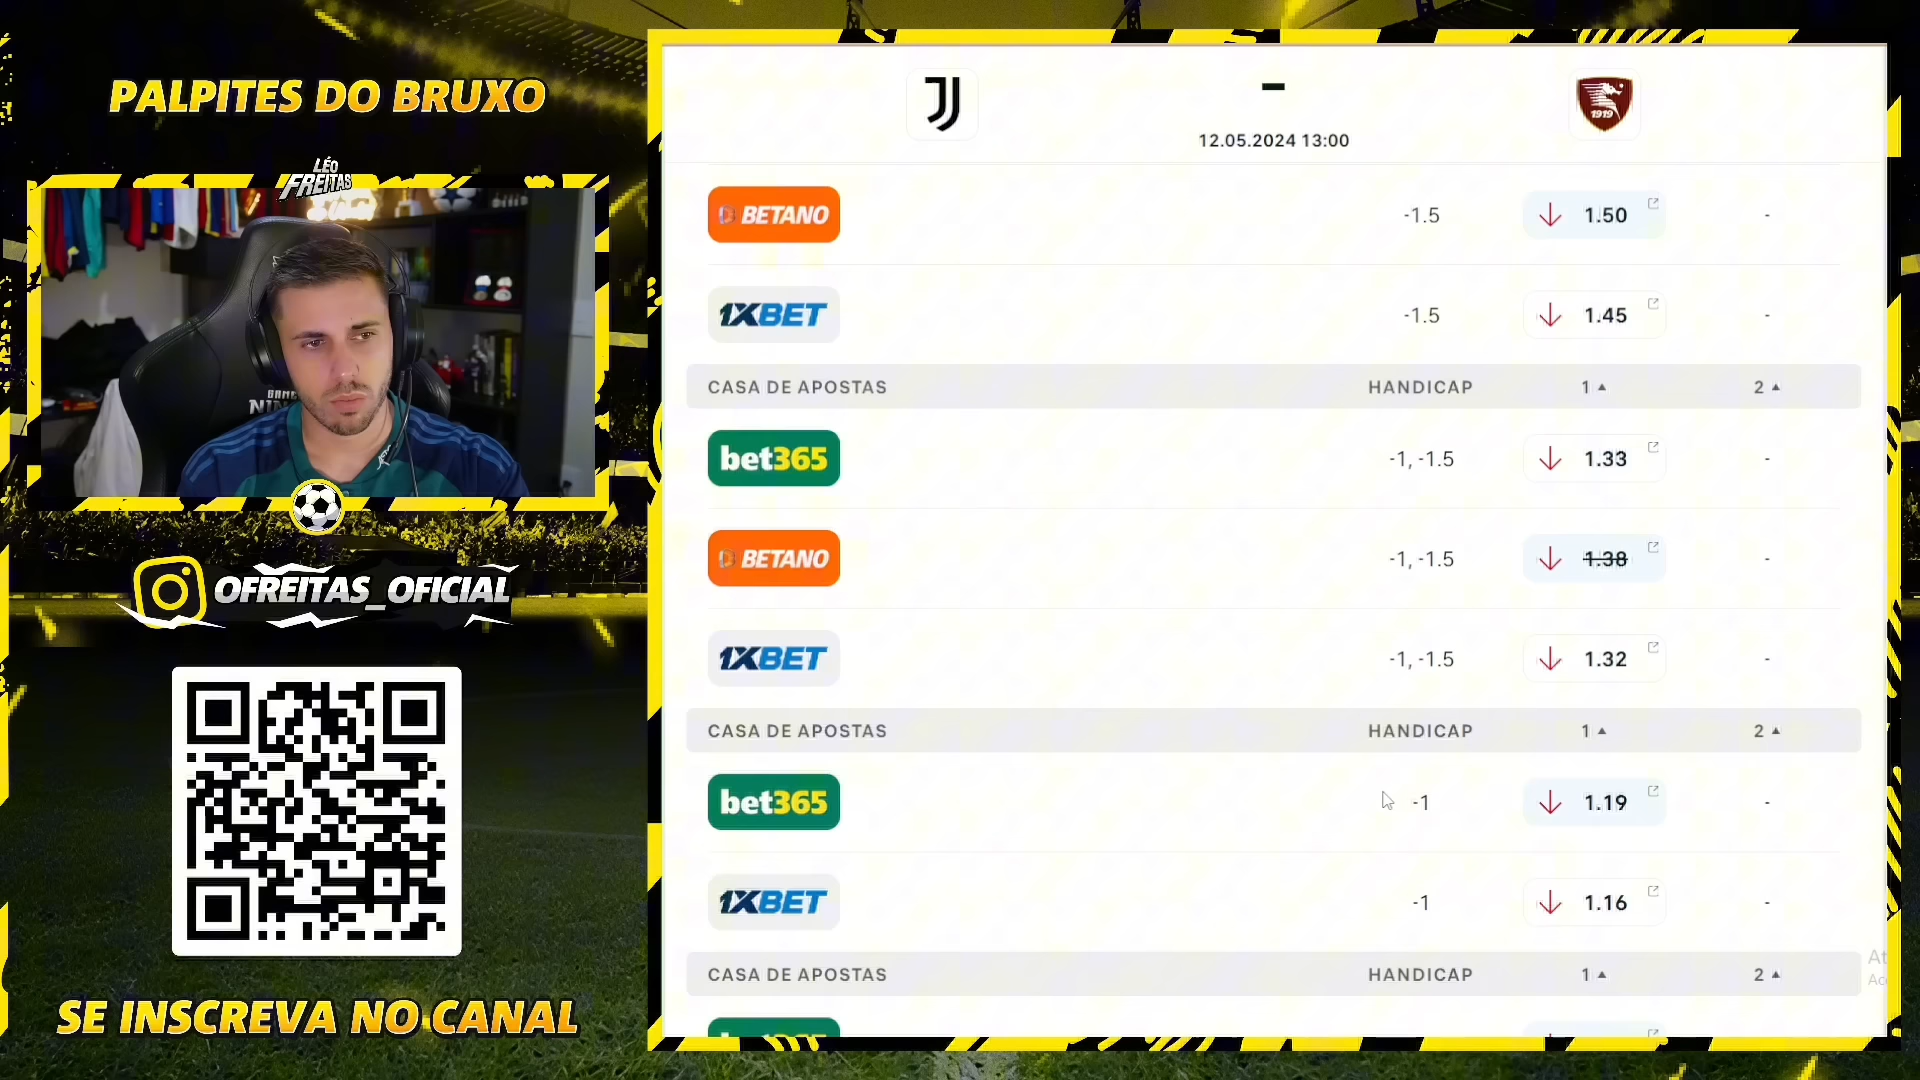 PALPITES DO BRUXO
LÉO
FREITAS
OFREITAS_OFICIAL
SE INSCREVA NO CANAL
12.05.2024 13:00
1919
BETANO -1.5 1.50 -
1XBET -1.5 1.45 -
CASA DE APOSTAS HANDICAP 1 2
bet365 -1, -1.5 1.33 -
BETANO -1, -1.5 1.38 -
1XBET -1, -1.5 1.32 -
CASA DE APOSTAS HANDICAP 1 2
bet365 -1 1.19 -
1XBET -1 1.16 -
CASA DE APOSTAS HANDICAP 1 2